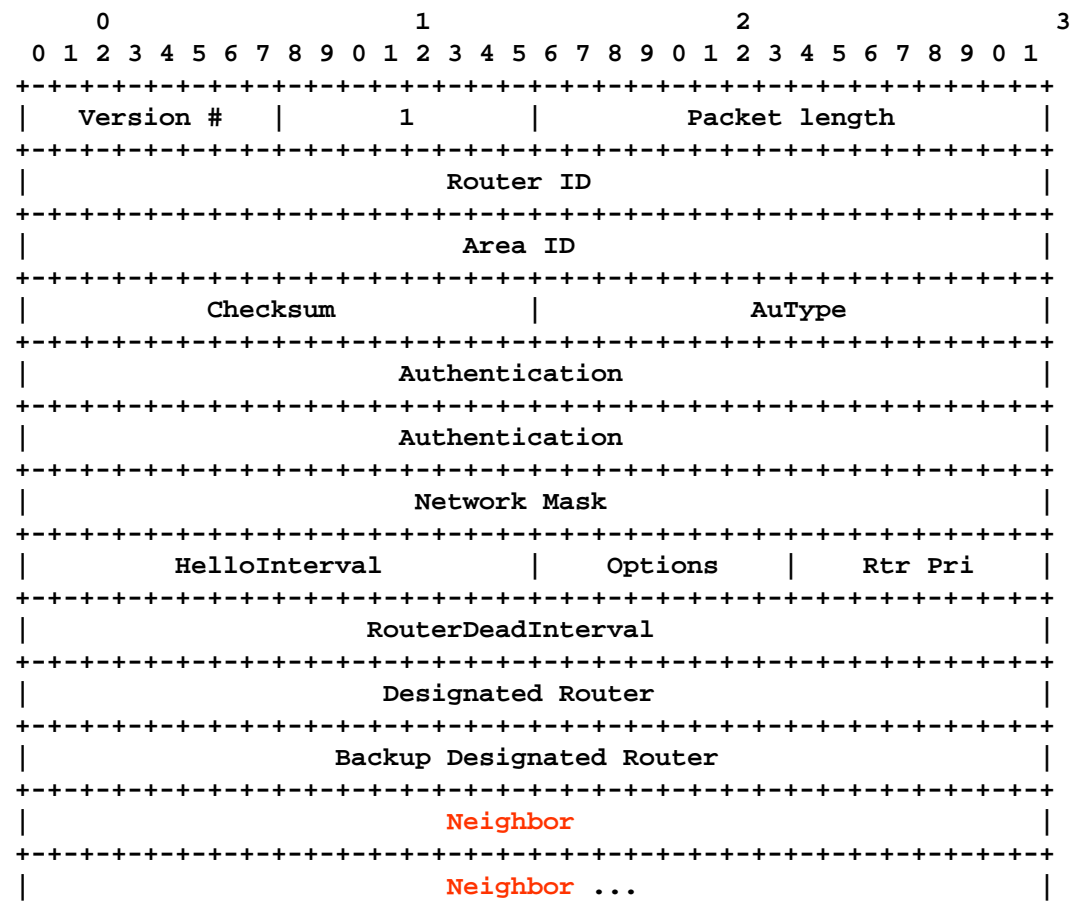 0                   1                   2                   3
 0 1 2 3 4 5 6 7 8 9 0 1 2 3 4 5 6 7 8 9 0 1 2 3 4 5 6 7 8 9 0 1
+-+-+-+-+-+-+-+-+-+-+-+-+-+-+-+-+-+-+-+-+-+-+-+-+-+-+-+-+-+-+-+-+
|   Version #   |       1       |         Packet length         |
+-+-+-+-+-+-+-+-+-+-+-+-+-+-+-+-+-+-+-+-+-+-+-+-+-+-+-+-+-+-+-+-+
|                          Router ID                            |
+-+-+-+-+-+-+-+-+-+-+-+-+-+-+-+-+-+-+-+-+-+-+-+-+-+-+-+-+-+-+-+-+
|                           Area ID                             |
+-+-+-+-+-+-+-+-+-+-+-+-+-+-+-+-+-+-+-+-+-+-+-+-+-+-+-+-+-+-+-+-+
|           Checksum            |             AuType            |
+-+-+-+-+-+-+-+-+-+-+-+-+-+-+-+-+-+-+-+-+-+-+-+-+-+-+-+-+-+-+-+-+
|                       Authentication                          |
+-+-+-+-+-+-+-+-+-+-+-+-+-+-+-+-+-+-+-+-+-+-+-+-+-+-+-+-+-+-+-+-+
|                       Authentication                          |
+-+-+-+-+-+-+-+-+-+-+-+-+-+-+-+-+-+-+-+-+-+-+-+-+-+-+-+-+-+-+-+-+
|                        Network Mask                           |
+-+-+-+-+-+-+-+-+-+-+-+-+-+-+-+-+-+-+-+-+-+-+-+-+-+-+-+-+-+-+-+-+
|         HelloInterval         |    Options    |    Rtr Pri    |
+-+-+-+-+-+-+-+-+-+-+-+-+-+-+-+-+-+-+-+-+-+-+-+-+-+-+-+-+-+-+-+-+
|                     RouterDeadInterval                        |
+-+-+-+-+-+-+-+-+-+-+-+-+-+-+-+-+-+-+-+-+-+-+-+-+-+-+-+-+-+-+-+-+
|                      Designated Router                        |
+-+-+-+-+-+-+-+-+-+-+-+-+-+-+-+-+-+-+-+-+-+-+-+-+-+-+-+-+-+-+-+-+
|                   Backup Designated Router                    |
+-+-+-+-+-+-+-+-+-+-+-+-+-+-+-+-+-+-+-+-+-+-+-+-+-+-+-+-+-+-+-+-+
|                          Neighbor                             |
+-+-+-+-+-+-+-+-+-+-+-+-+-+-+-+-+-+-+-+-+-+-+-+-+-+-+-+-+-+-+-+-+
|                          Neighbor ...                         |